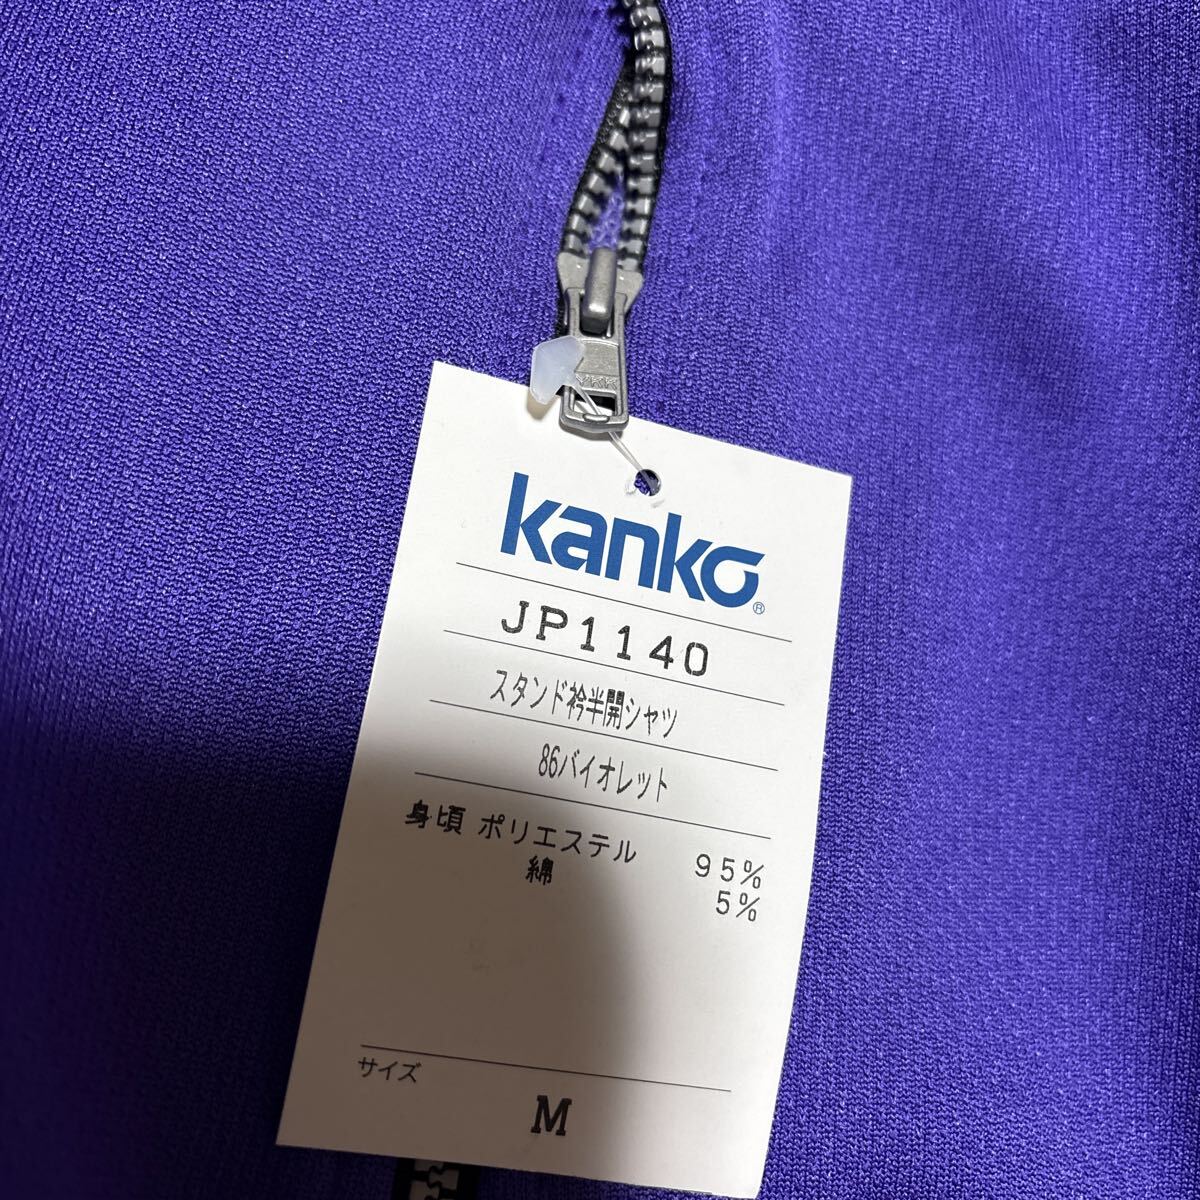 YKK
kanko®
JP1140
スタンド衿半開シャツ
86バイオレット
身頃 ポリエステル 95%
綿 5%
サイズ
M